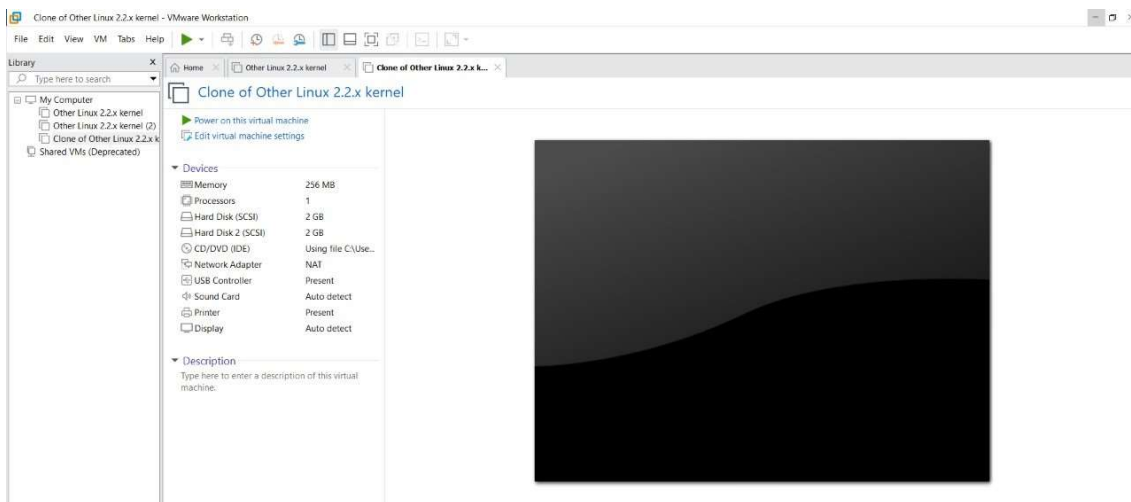 Clone of Other Linux 2.2.x kernel - VMware Workstation
File Edit View VM Tabs Help
Library X
Type here to search
Home
Other Linux 2.2.x kernel
Clone of Other Linux 2.2.x k...
My Computer
Other Linux 2.2.x kernel
Other Linux 2.2.x kernel (2)
Clone of Other Linux 2.2.x k
Shared VMs (Deprecated)
Clone of Other Linux 2.2.x kernel
Power on this virtual machine
Edit virtual machine settings
Devices
Memory 256 MB
Processors 1
Hard Disk (SCSI) 2 GB
Hard Disk 2 (SCSI) 2 GB
CD/DVD (IDE) Using file C:\Use...
Network Adapter NAT
USB Controller Present
Sound Card Auto detect
Printer Present
Display Auto detect
Description
Type here to enter a description of this virtual
machine.